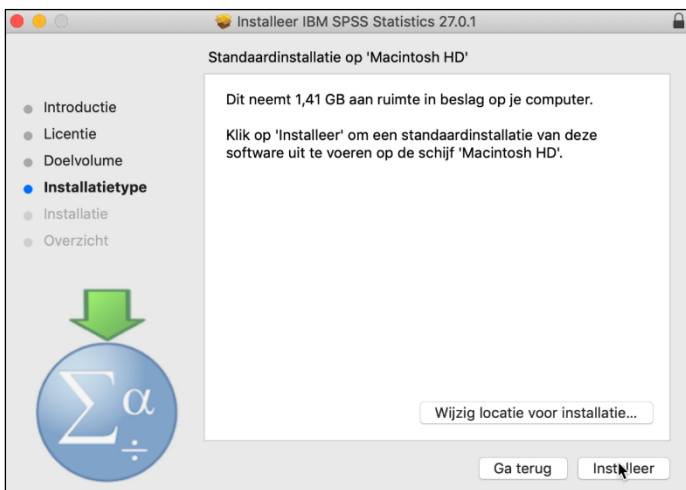 Installeer IBM SPSS Statistics 27.0.1
Standaardinstallatie op 'Macintosh HD'
Introductie
Licentie
Doelvolume
Installatietype
Installatie
Overzicht
Dit neemt 1,41 GB aan ruimte in beslag op je computer.
Klik op 'Installeer' om een standaardinstallatie van deze
software uit te voeren op de schijf 'Macintosh HD'.
Σ α ÷
Wijzig locatie voor installatie...
Ga terug
Installeer